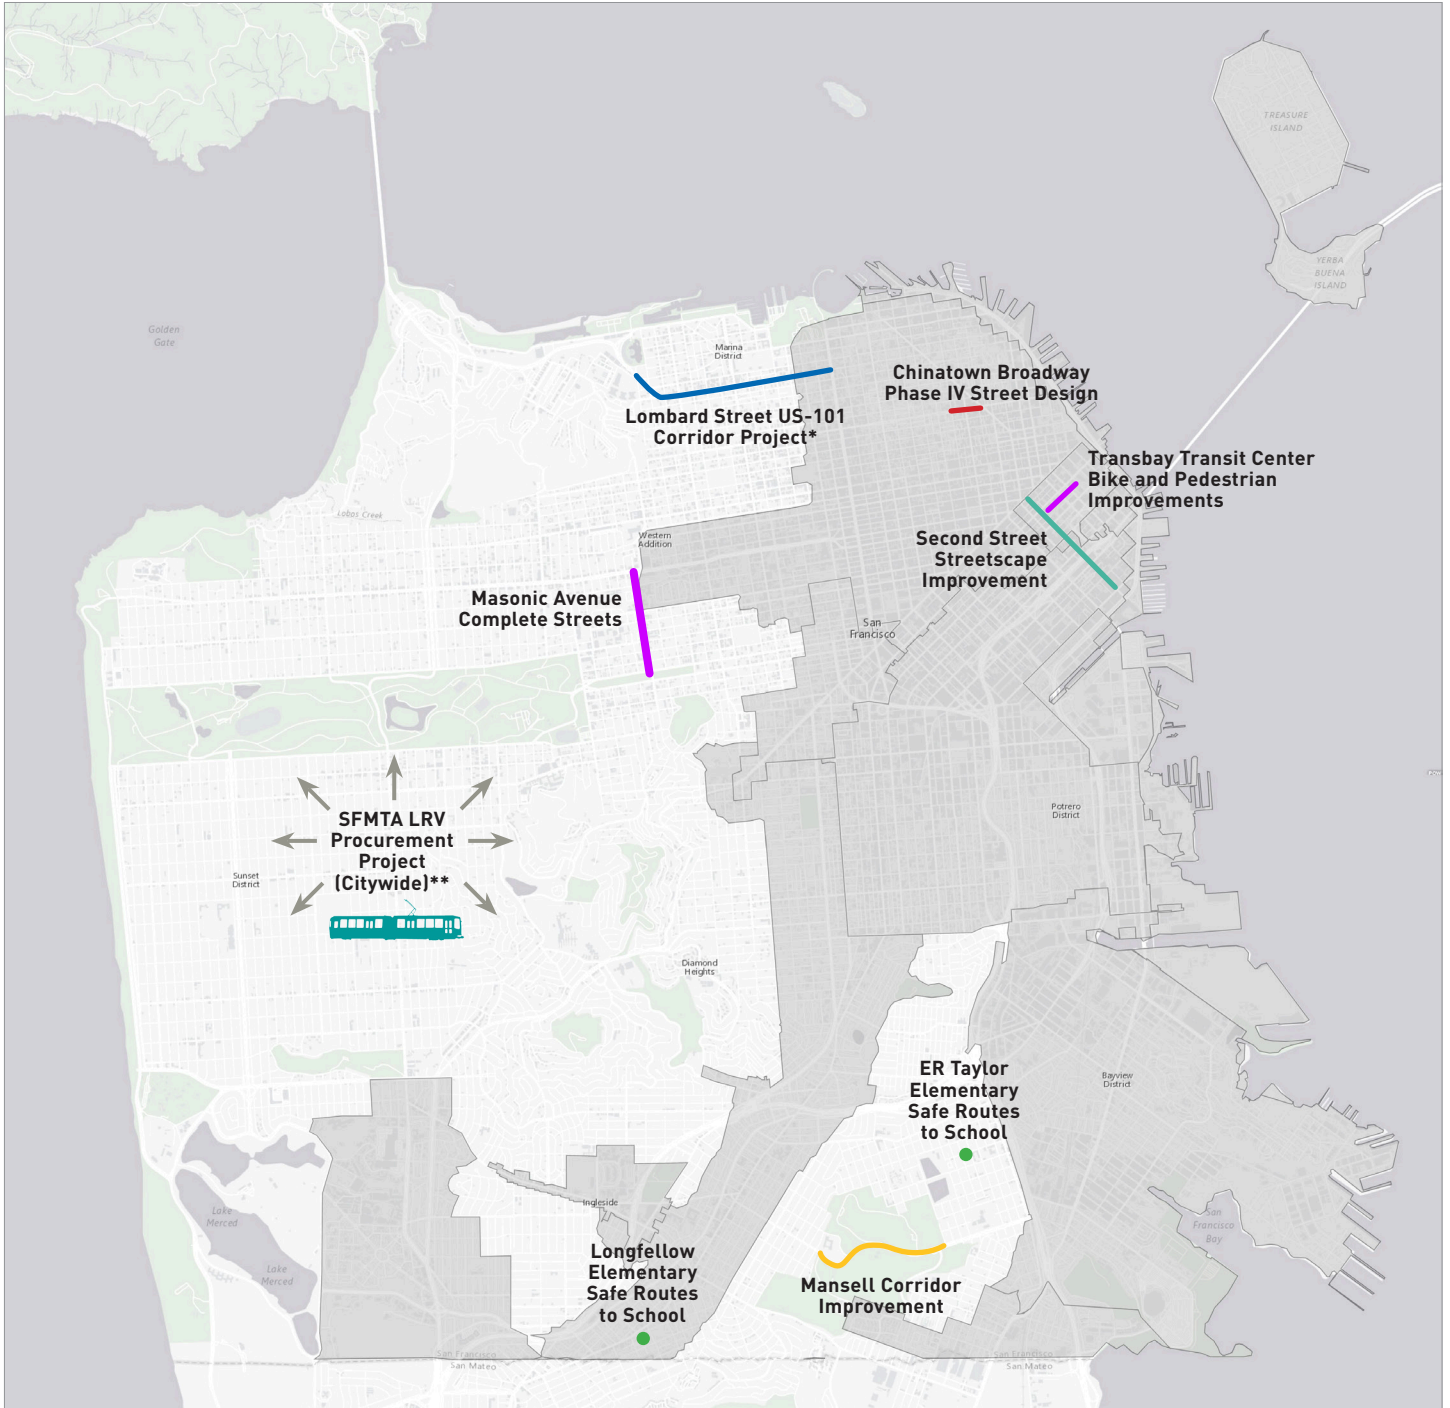 TREASURE
ISLAND
YERBA
BUENA
ISLAND
Golden
Gate
Marina
District
Chinatown Broadway
Phase IV Street Design
Lombard Street US-101
Corridor Project*
Transbay Transit Center
Bike and Pedestrian
Improvements
Lobos Creek
Western
Addition
Second Street
Streetscape
Improvement
Masonic Avenue
Complete Streets
San
Francisco
SFMTA LRV
Procurement
Project
(Citywide)**
Potrero
District
Sunset
District
Diamond
Heights
ER Taylor
Elementary
Safe Routes
to School
Bayview
District
Ingleside
Lake
Merced
San
Francisco
Bay
Lake
Merced
Longfellow
Elementary
Safe Routes
to School
Mansell Corridor
Improvement
San Francisco
San Mateo
San Francisco
San Mateo